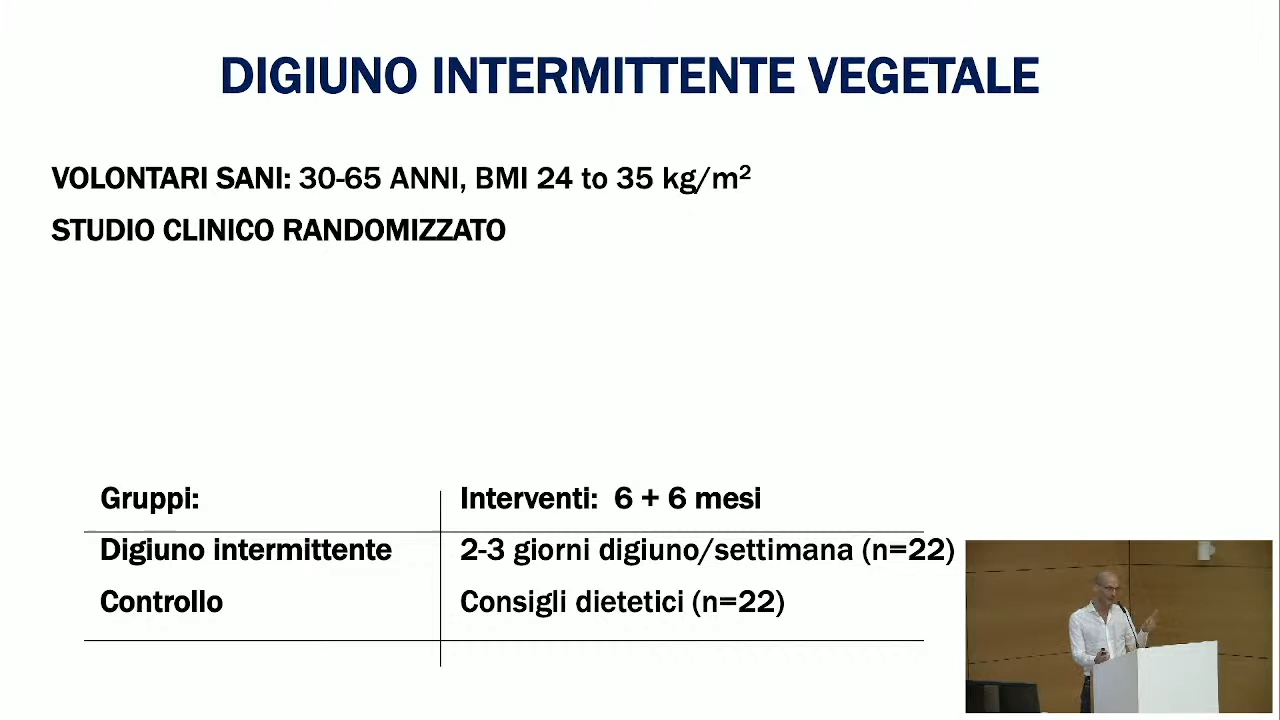 DIGIUNO INTERMITTENTE VEGETALE
VOLONTARI SANI: 30-65 ANNI, BMI 24 to 35 kg/m²
STUDIO CLINICO RANDOMIZZATO
Gruppi: Interventi: 6 + 6 mesi
Digiuno intermittente 2-3 giorni digiuno/settimana (n=22)
Controllo Consigli dietetici (n=22)